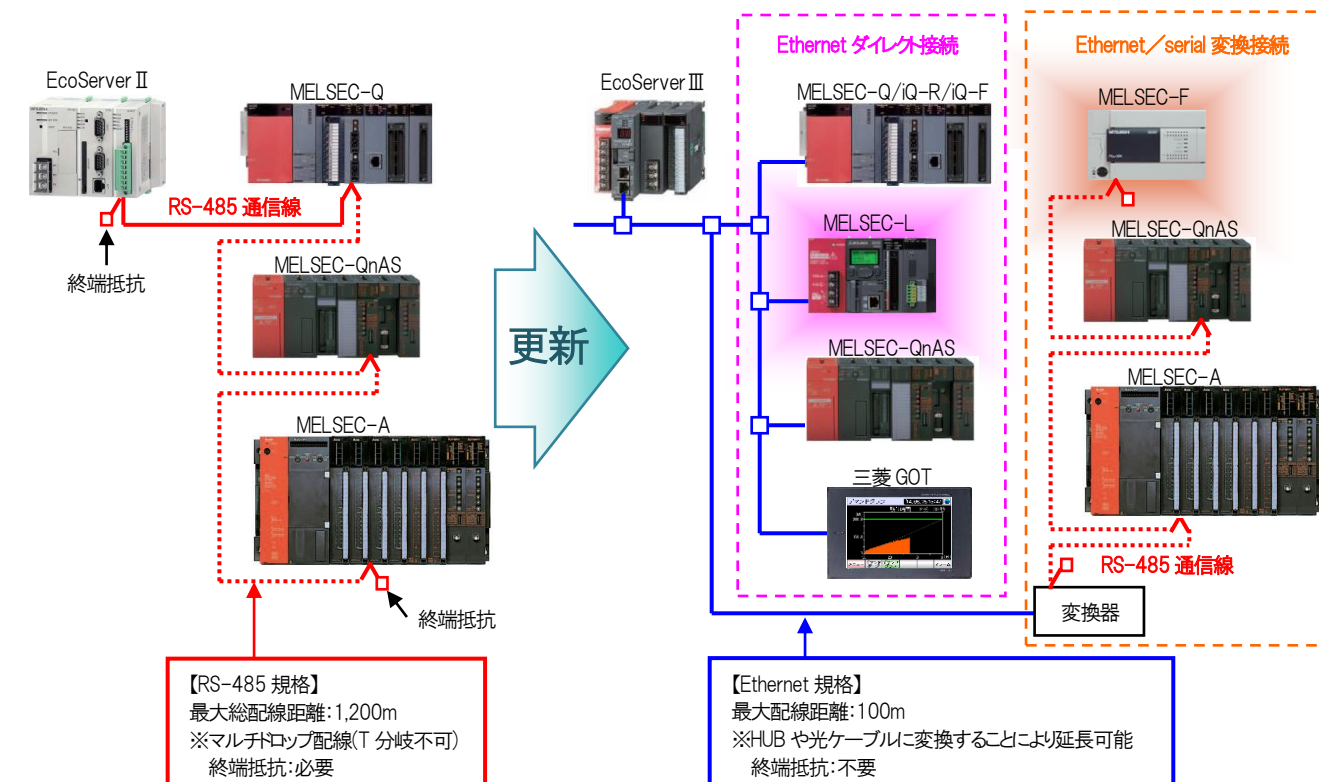 EcoServerⅡ
MELSEC-Q
RS-485 通信線
終端抵抗
MELSEC-QnAS
MELSEC-A
終端抵抗
【RS-485 規格】
最大総配線距離：1,200m
※マルチドロップ配線(T 分岐不可)
終端抵抗：必要
更新
EcoServerⅢ
Ethernet ダイレクト接続
MELSEC-Q/iQ-R/iQ-F
MELSEC-L
MELSEC-QnAS
三菱 GOT
Ethernet／serial 変換接続
MELSEC-F
MELSEC-QnAS
MELSEC-A
RS-485 通信線
変換器
【Ethernet 規格】
最大配線距離：100m
※HUB や光ケーブルに変換することにより延長可能
終端抵抗：不要